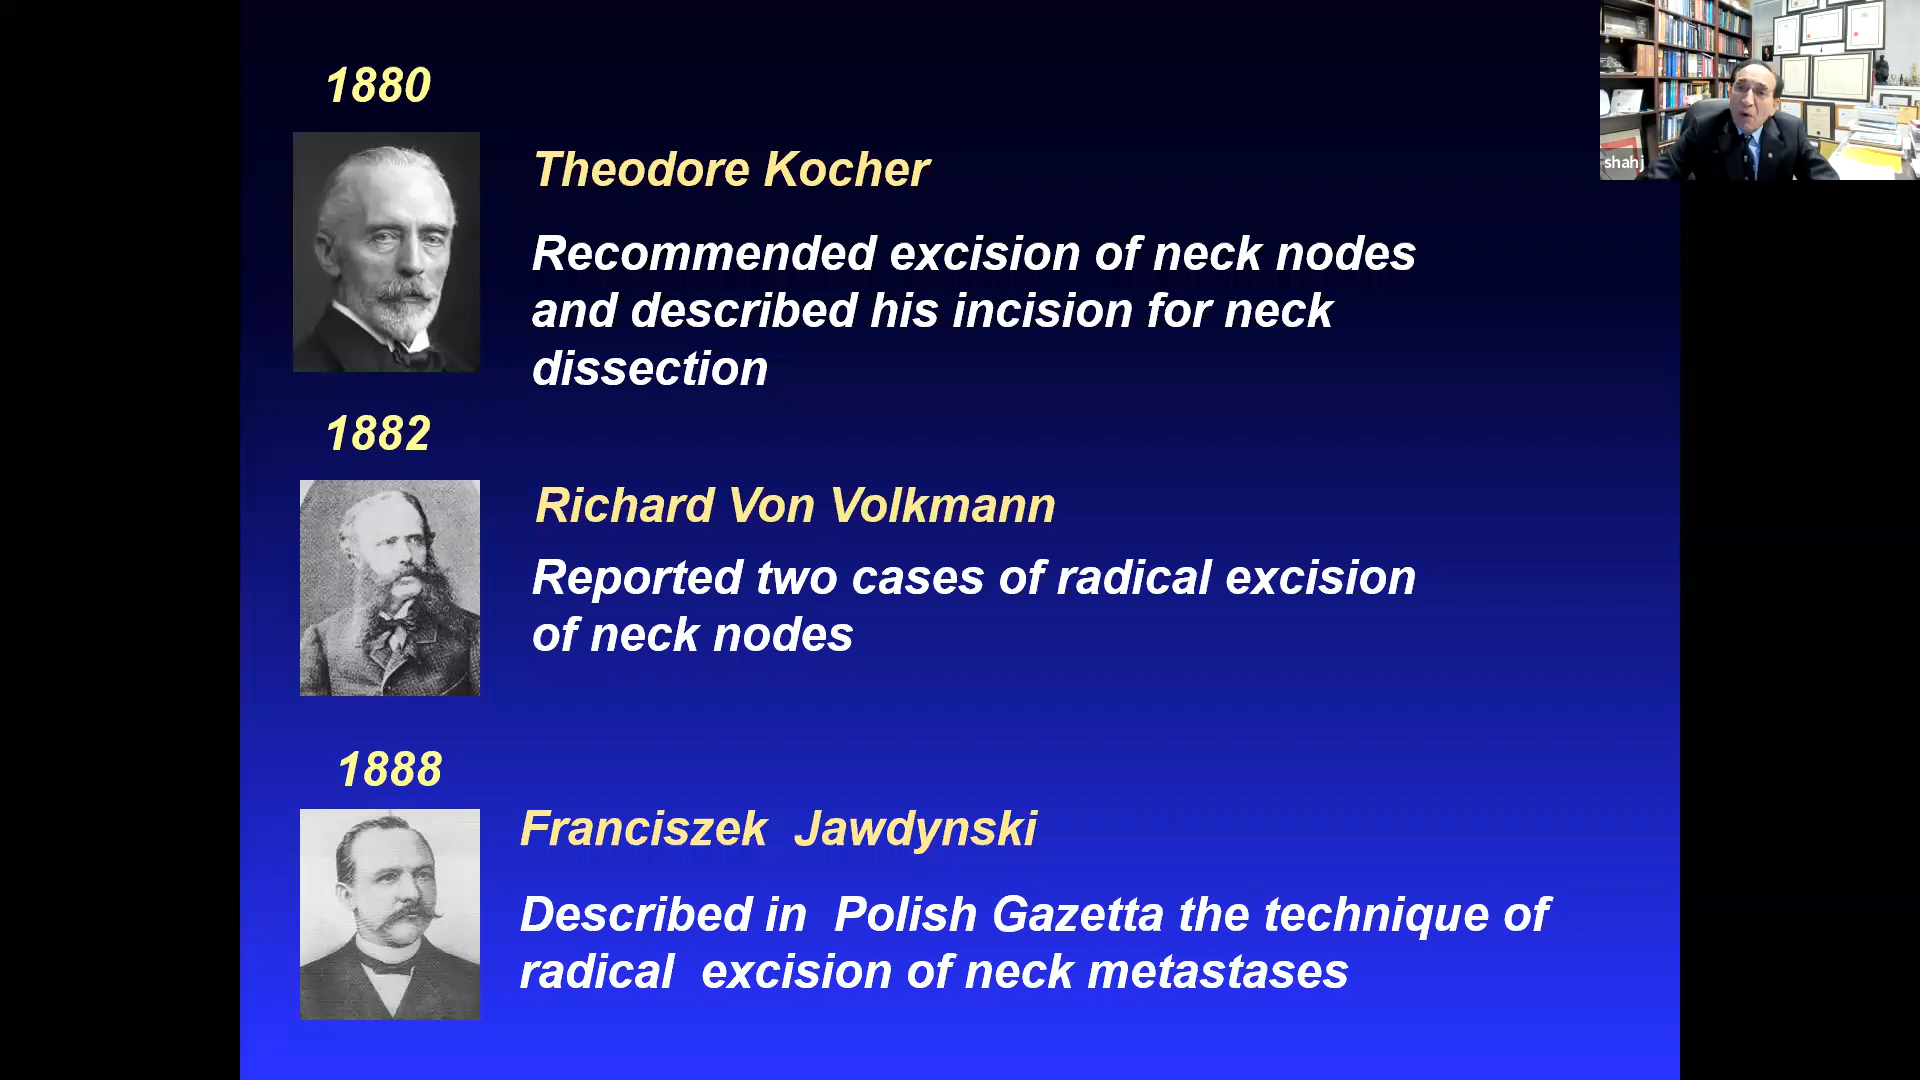 1880
Theodore Kocher
Recommended excision of neck nodes
and described his incision for neck
dissection
1882
Richard Von Volkmann
Reported two cases of radical excision
of neck nodes
1888
Franciszek Jawdynski
Described in Polish Gazetta the technique of
radical excision of neck metastases
shahj